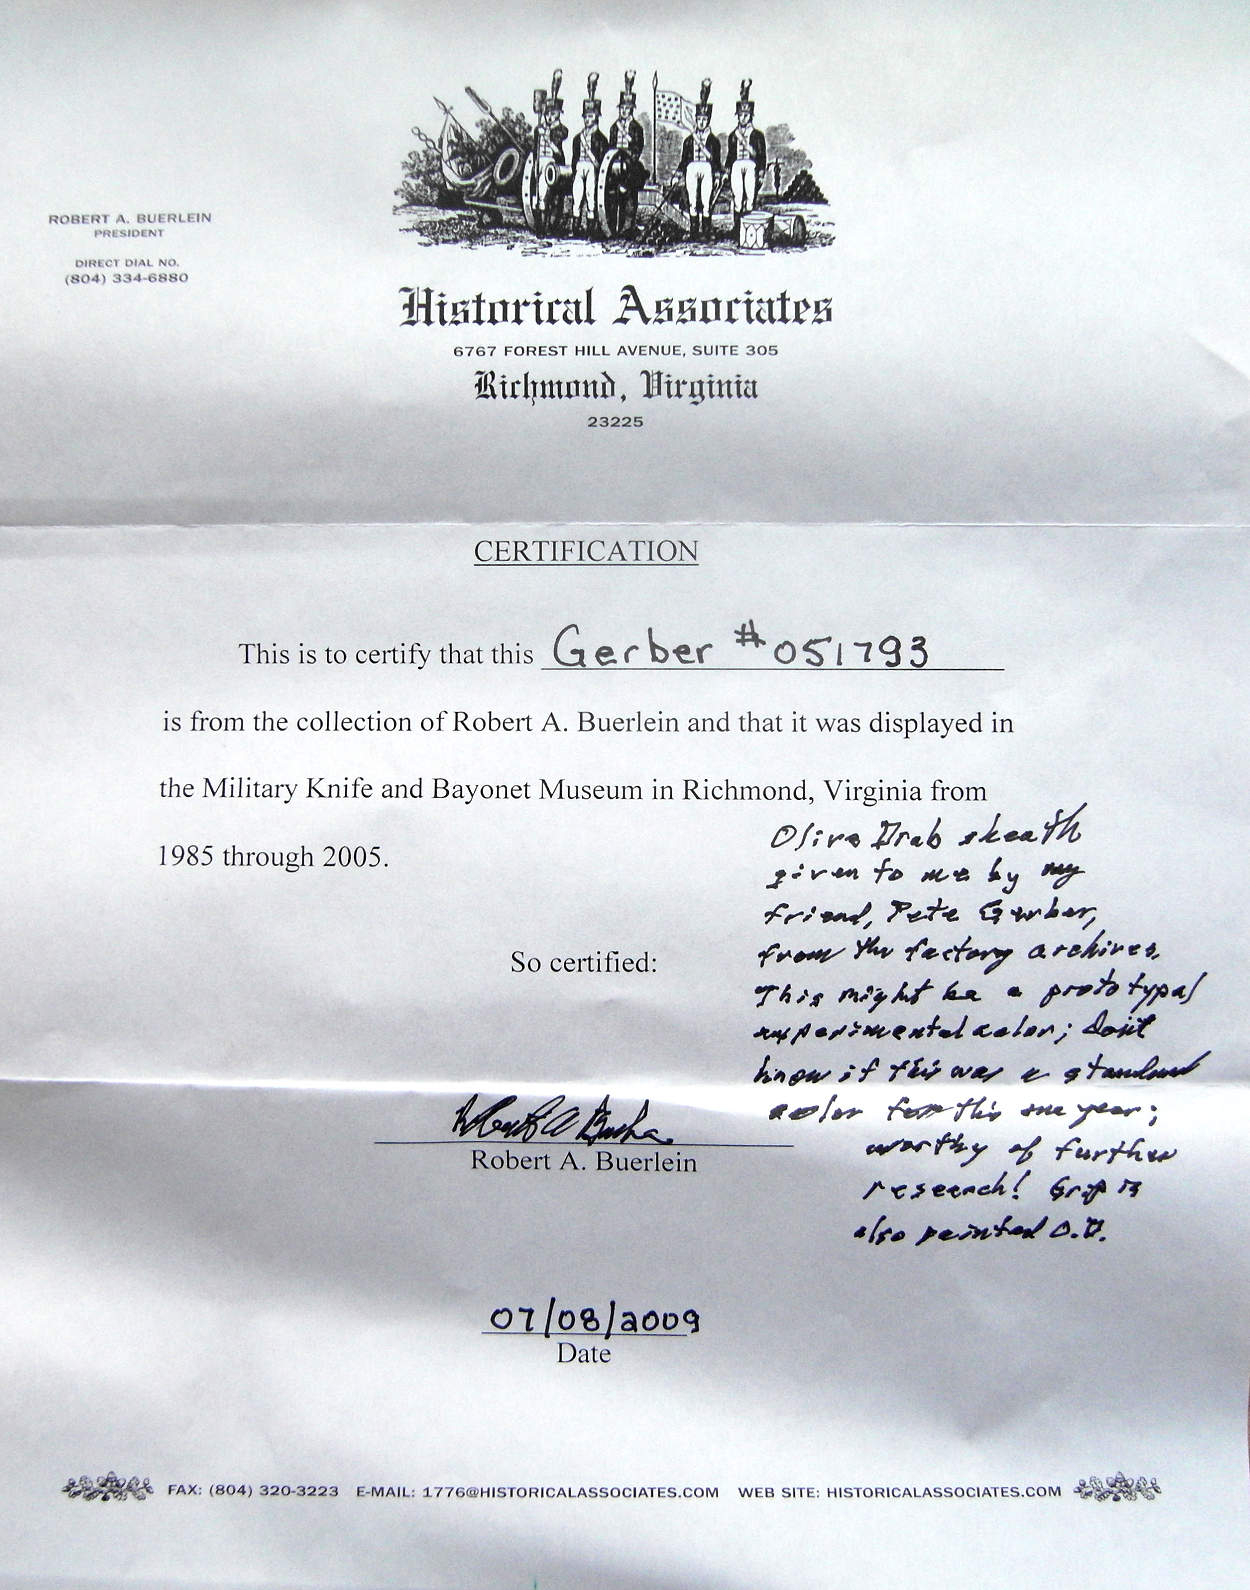 ROBERT A. BUERLEIN
PRESIDENT
DIRECT DIAL NO.
(804) 334-6880
Historical Associates
6767 FOREST HILL AVENUE, SUITE 305
Richmond, Virginia
23225
CERTIFICATION
This is to certify that this Gerber #051793
is from the collection of Robert A. Buerlein and that it was displayed in
the Military Knife and Bayonet Museum in Richmond, Virginia from
1985 through 2005.
Olive Drab sheath
given to me by my
friend, Pete Gerber,
from the factory archives.
This might be a prototypal
experimental color; don't
know if this was a standard
color for this one year;
worthy of further
research! Grip is
also painted O.D.
So certified:
Robert A. Buerlein
Robert A. Buerlein
07/08/2009
Date
FAX: (804) 320-3223 E-MAIL: 1776@HISTORICALASSOCIATES.COM WEB SITE: HISTORICALASSOCIATES.COM